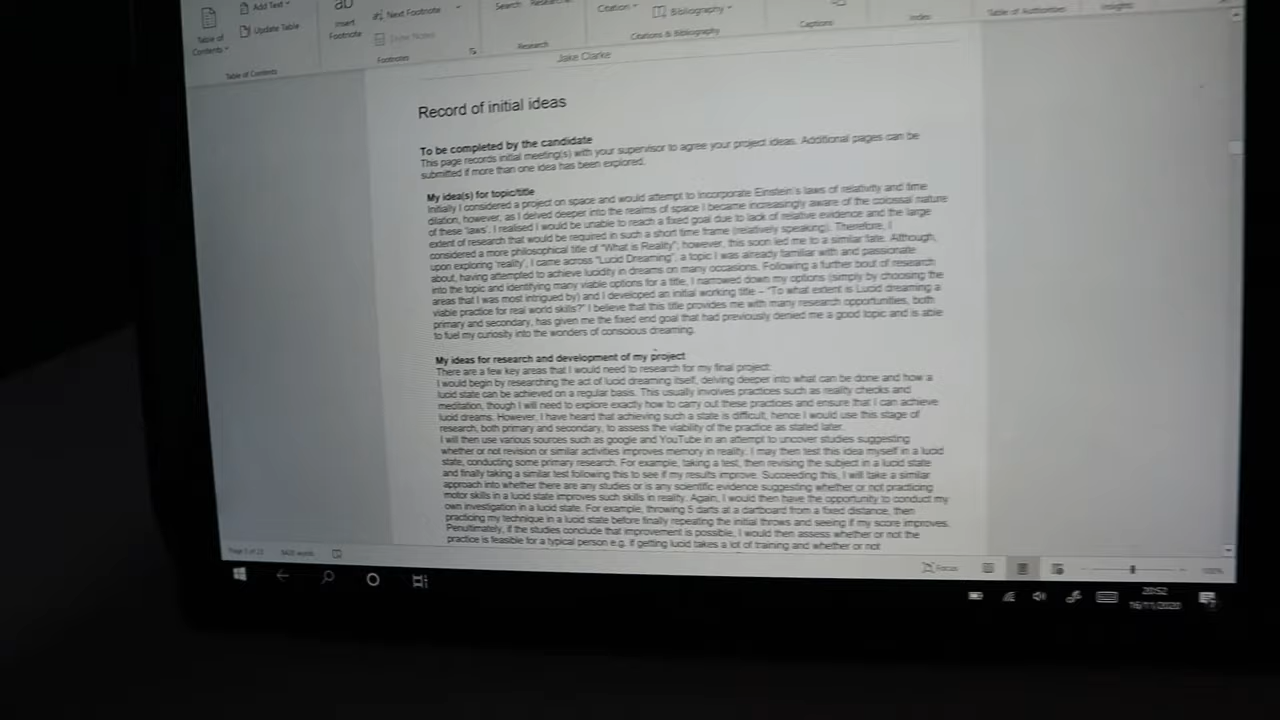 Add Text
Update Table
Table of
Contents
Table of Contents
ab
Insert
Footnote
Next Footnote
Show Notes
Footnotes
Search
Research
Citation
Bibliography
Citations & Bibliography
Captions
Index
Table of Authorities
Insights
Jake Clarke
Record of initial ideas
To be completed by the candidate
This page records initial meeting(s) with your supervisor to agree your project ideas. Additional pages can be
submitted if more than one idea has been explored.
My idea(s) for topic/title
Initially I considered a project on space and would attempt to incorporate Einstein's laws of relativity and time
dilation, however, as I delved deeper into the realms of space I became increasingly aware of the colossal nature
of these 'laws'. I realised I would be unable to reach a fixed goal due to lack of relative evidence and the large
extent of research that would be required in such a short time frame (relatively speaking). Therefore, I
considered a more philosophical title of "What is Reality"; however, this soon led me to a similar fate. Although,
upon exploring 'reality', I came across "Lucid Dreaming", a topic I was already familiar with and passionate
about, having attempted to achieve lucidity in dreams on many occasions. Following a further bout of research
into the topic and identifying many viable options for a title, I narrowed down my options (simply by choosing the
areas that I was most intrigued by) and I developed an initial working title – "To what extent is Lucid dreaming a
viable practice for real world skills?" I believe that this title provides me with many research opportunities, both
primary and secondary, has given me the fixed end goal that had previously denied me a good topic and is able
to fuel my curiosity into the wonders of conscious dreaming.
My ideas for research and development of my project
There are a few key areas that I would need to research for my final project:
I would begin by researching the act of lucid dreaming itself, delving deeper into what can be done and how a
lucid state can be achieved on a regular basis. This usually involves practices such as reality checks and
meditation, though I will need to explore exactly how to carry out these practices and ensure that I can achieve
lucid dreams. However, I have heard that achieving such a state is difficult, hence I would use this stage of
research, both primary and secondary, to assess the viability of the practice as stated later.
I will then use various sources such as google and YouTube in an attempt to uncover studies suggesting
whether or not revision or similar activities improves memory in reality. I may then test this idea myself in a lucid
state, conducting some primary research. For example, taking a test, then revising the subject in a lucid state
and finally taking a similar test following this to see if my results improve. Succeeding this, I will take a similar
approach into whether there are any studies or is any scientific evidence suggesting whether or not practicing
motor skills in a lucid state improves such skills in reality. Again, I would then have the opportunity to conduct my
own investigation in a lucid state. For example, throwing 5 darts at a dartboard from a fixed distance, then
practicing my technique in a lucid state before finally repeating the initial throws and seeing if my score improves.
Penultimately, if the studies conclude that improvement is possible, I would then assess whether or not the
practice is feasible for a typical person e.g. if getting lucid takes a lot of training and whether or not
words
Focus
100%
20:52
16/11/2020